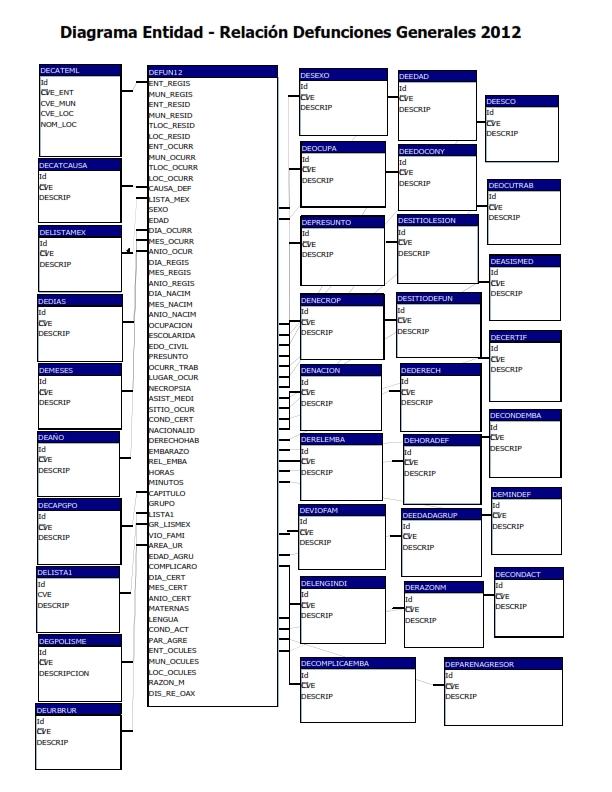 Diagrama Entidad - Relación Defunciones Generales 2012
DECATEML
Id
CVE_ENT
CVE_MUN
CVE_LOC
NOM_LOC
DECATCAUSA
Id
CVE
DESCRIP
DELISTAMEX
Id
CVE
DESCRIP
DEDIAS
Id
CVE
DESCRIP
DEMESES
Id
CVE
DESCRIP
DEAÑO
Id
CVE
DESCRIP
DECAPGPO
Id
CVE
DESCRIP
DELISTA1
Id
CVE
DESCRIP
DEGPOLISME
Id
CVE
DESCRIPCION
DEURBRUR
Id
CVE
DESCRIP
DEFUN12
ENT_REGIS
MUN_REGIS
ENT_RESID
MUN_RESID
TLOC_RESID
LOC_RESID
ENT_OCURR
MUN_OCURR
TLOC_OCURR
LOC_OCURR
CAUSA_DEF
LISTA_MEX
SEXO
EDAD
DIA_OCURR
MES_OCURR
ANIO_OCUR
DIA_REGIS
MES_REGIS
ANIO_REGIS
DIA_NACIM
MES_NACIM
ANIO_NACIM
OCUPACION
ESCOLARIDA
EDO_CIVIL
PRESUNTO
OCURR_TRAB
LUGAR_OCUR
NECROPSIA
ASIST_MEDI
SITIO_OCUR
COND_CERT
NACIONALID
DERECHOHAB
EMBARAZO
REL_EMBA
HORAS
MINUTOS
CAPITULO
GRUPO
LISTA1
GR_LISMEX
VIO_FAMI
AREA_UR
EDAD_AGRU
COMPLICARO
DIA_CERT
MES_CERT
ANIO_CERT
MATERNAS
LENGUA
COND_ACT
PAR_AGRE
ENT_OCULES
MUN_OCULES
LOC_OCULES
RAZON_M
DIS_RE_OAX
DESEXO
Id
CVE
DESCRIP
DEOCUPA
Id
CVE
DESCRIP
DEPRESUNTO
Id
CVE
DESCRIP
DENECROP
Id
CVE
DESCRIP
DENACION
Id
CVE
DESCRIP
DERELEMBA
Id
CVE
DESCRIP
DEVIOFAM
Id
CVE
DESCRIP
DELENGINDI
Id
CVE
DESCRIP
DECOMPLICAEMBA
Id
CVE
DESCRIP
DEEDAD
Id
CVE
DESCRIP
DEEDOCONY
Id
CVE
DESCRIP
DESITIOLESION
Id
CVE
DESCRIP
DESITIODEFUN
Id
CVE
DESCRIP
DEDERECH
Id
CVE
DESCRIP
DEHORADEF
Id
CVE
DESCRIP
DEEDADAGRUP
Id
CVE
DESCRIP
DERAZONM
Id
CVE
DESCRIP
DEPARENAGRESOR
Id
CVE
DESCRIP
DEESCO
Id
CVE
DESCRIP
DEOCUTRAB
Id
CVE
DESCRIP
DEASISMED
Id
CVE
DESCRIP
DECERTIF
Id
CVE
DESCRIP
DECONDEMBA
Id
CVE
DESCRIP
DEMINDEF
Id
CVE
DESCRIP
DECONDACT
Id
CVE
DESCRIP